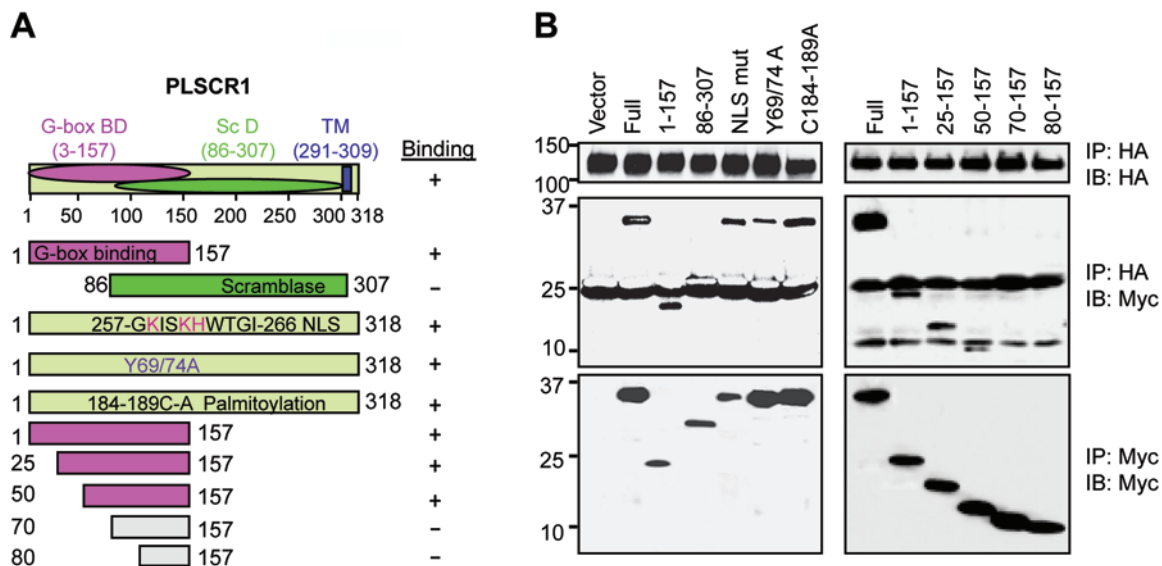 A
PLSCR1
G-box BD
(3-157)
Sc D
(86-307)
TM
(291-309)
Binding
+
1 50 100 150 200 250 300 318
1 G-box binding 157 +
86 Scramblase 307 –
1 257-GKISKHWTGI-266 NLS 318 +
1 Y69/74A 318 +
1 184-189C-A Palmitoylation 318 +
1 157 +
25 157 +
50 157 +
70 157 –
80 157 –
B
Vector
Full
1-157
86-307
NLS mut
Y69/74 A
C184-189A
Full
1-157
25-157
50-157
70-157
80-157
150
100
IP: HA
IB: HA
37
25
10
IP: HA
IB: Myc
37
25
10
IP: Myc
IB: Myc